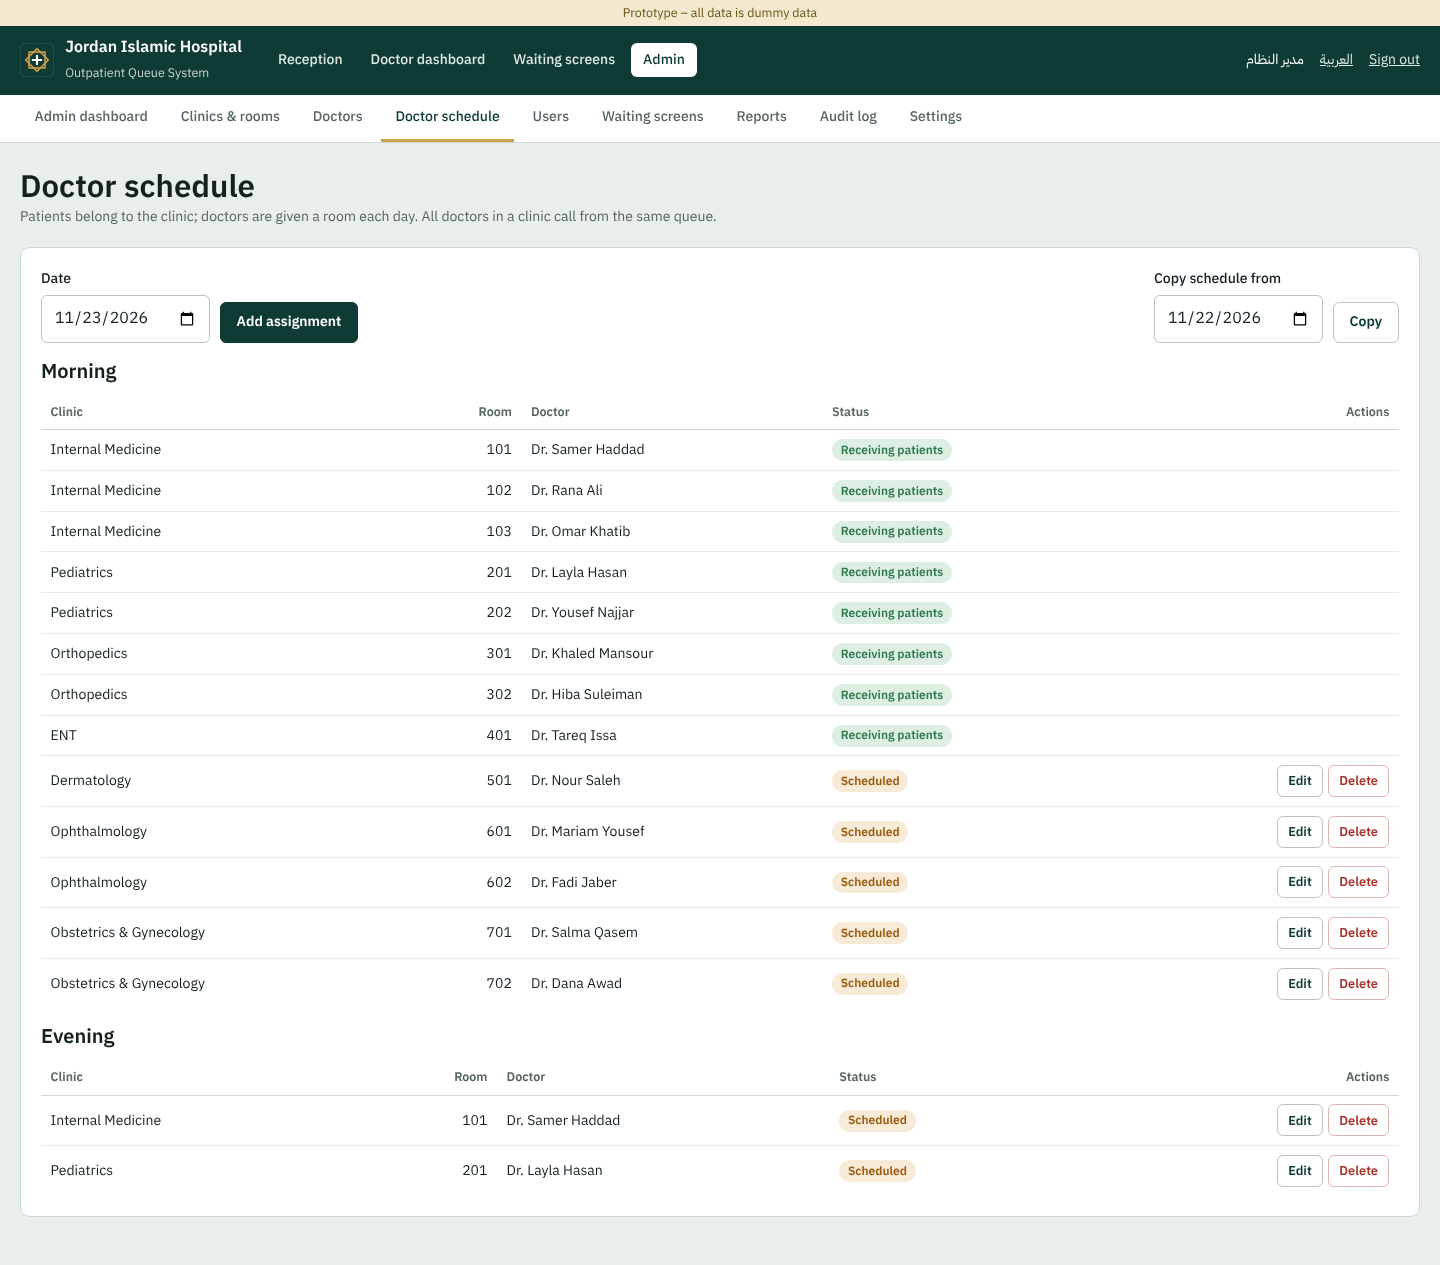 Prototype – all data is dummy data
Jordan Islamic Hospital
Outpatient Queue System
Reception Doctor dashboard Waiting screens Admin
مدير النظام العربية Sign out
Admin dashboard Clinics & rooms Doctors Doctor schedule Users Waiting screens Reports Audit log Settings
Doctor schedule
Patients belong to the clinic; doctors are given a room each day. All doctors in a clinic call from the same queue.
Date Copy schedule from
11/23/2026 Add assignment 11/22/2026 Copy
Morning
Clinic Room Doctor Status Actions
Internal Medicine 101 Dr. Samer Haddad Receiving patients
Internal Medicine 102 Dr. Rana Ali Receiving patients
Internal Medicine 103 Dr. Omar Khatib Receiving patients
Pediatrics 201 Dr. Layla Hasan Receiving patients
Pediatrics 202 Dr. Yousef Najjar Receiving patients
Orthopedics 301 Dr. Khaled Mansour Receiving patients
Orthopedics 302 Dr. Hiba Suleiman Receiving patients
ENT 401 Dr. Tareq Issa Receiving patients
Dermatology 501 Dr. Nour Saleh Scheduled Edit Delete
Ophthalmology 601 Dr. Mariam Yousef Scheduled Edit Delete
Ophthalmology 602 Dr. Fadi Jaber Scheduled Edit Delete
Obstetrics & Gynecology 701 Dr. Salma Qasem Scheduled Edit Delete
Obstetrics & Gynecology 702 Dr. Dana Awad Scheduled Edit Delete
Evening
Clinic Room Doctor Status Actions
Internal Medicine 101 Dr. Samer Haddad Scheduled Edit Delete
Pediatrics 201 Dr. Layla Hasan Scheduled Edit Delete